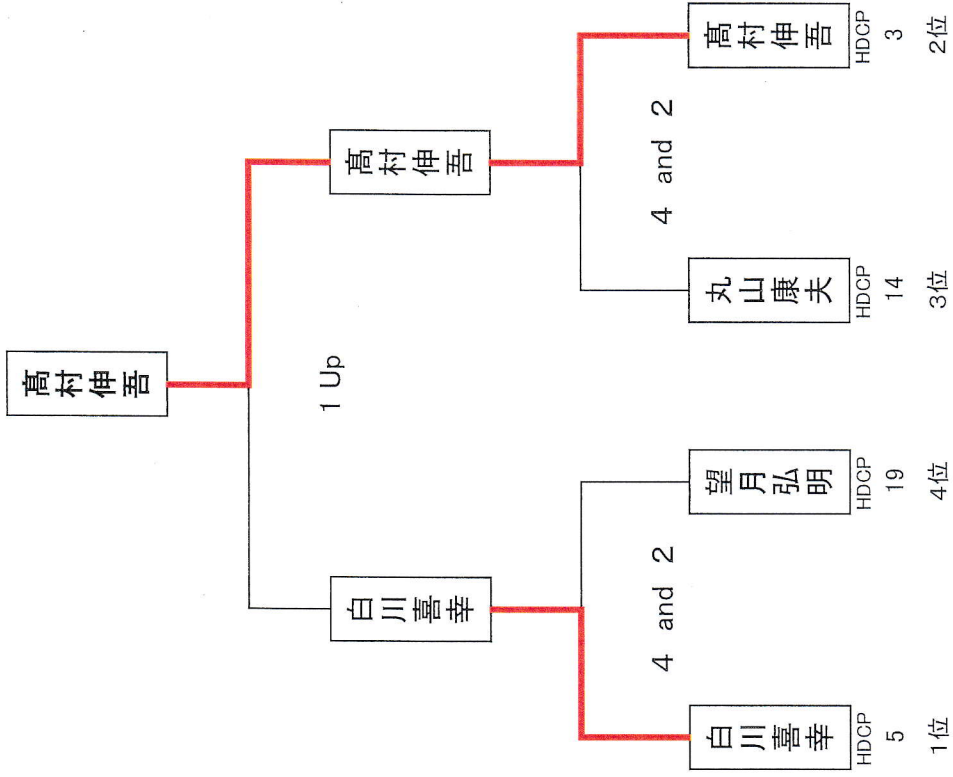 髙村伸吾
1 Up
白川喜幸
髙村伸吾
4 and 2
4 and 2
白川喜幸
望月弘明
丸山康夫
髙村伸吾
HDCP
HDCP
HDCP
HDCP
5
19
14
3
1位
4位
3位
2位